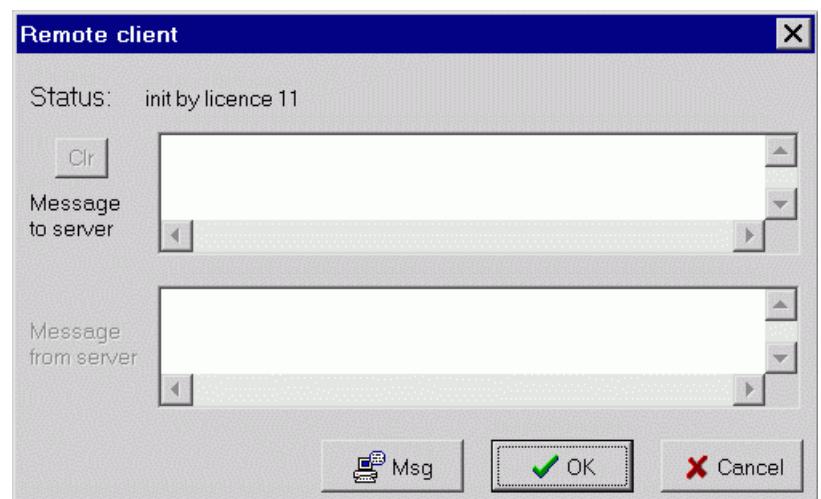 Remote client
Status: init by licence 11
Clr
Message
to server
Message
from server
Msg
OK
Cancel